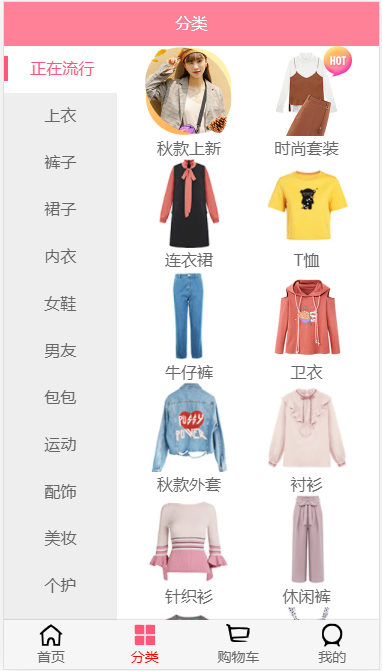 分类
正在流行
上衣
裤子
裙子
内衣
女鞋
男友
包包
运动
配饰
美妆
个护
HOT
秋款上新
时尚套装
连衣裙
T恤
牛仔裤
卫衣
PUSSY
POWER
秋款外套
衬衫
针织衫
休闲裤
首页
分类
购物车
我的